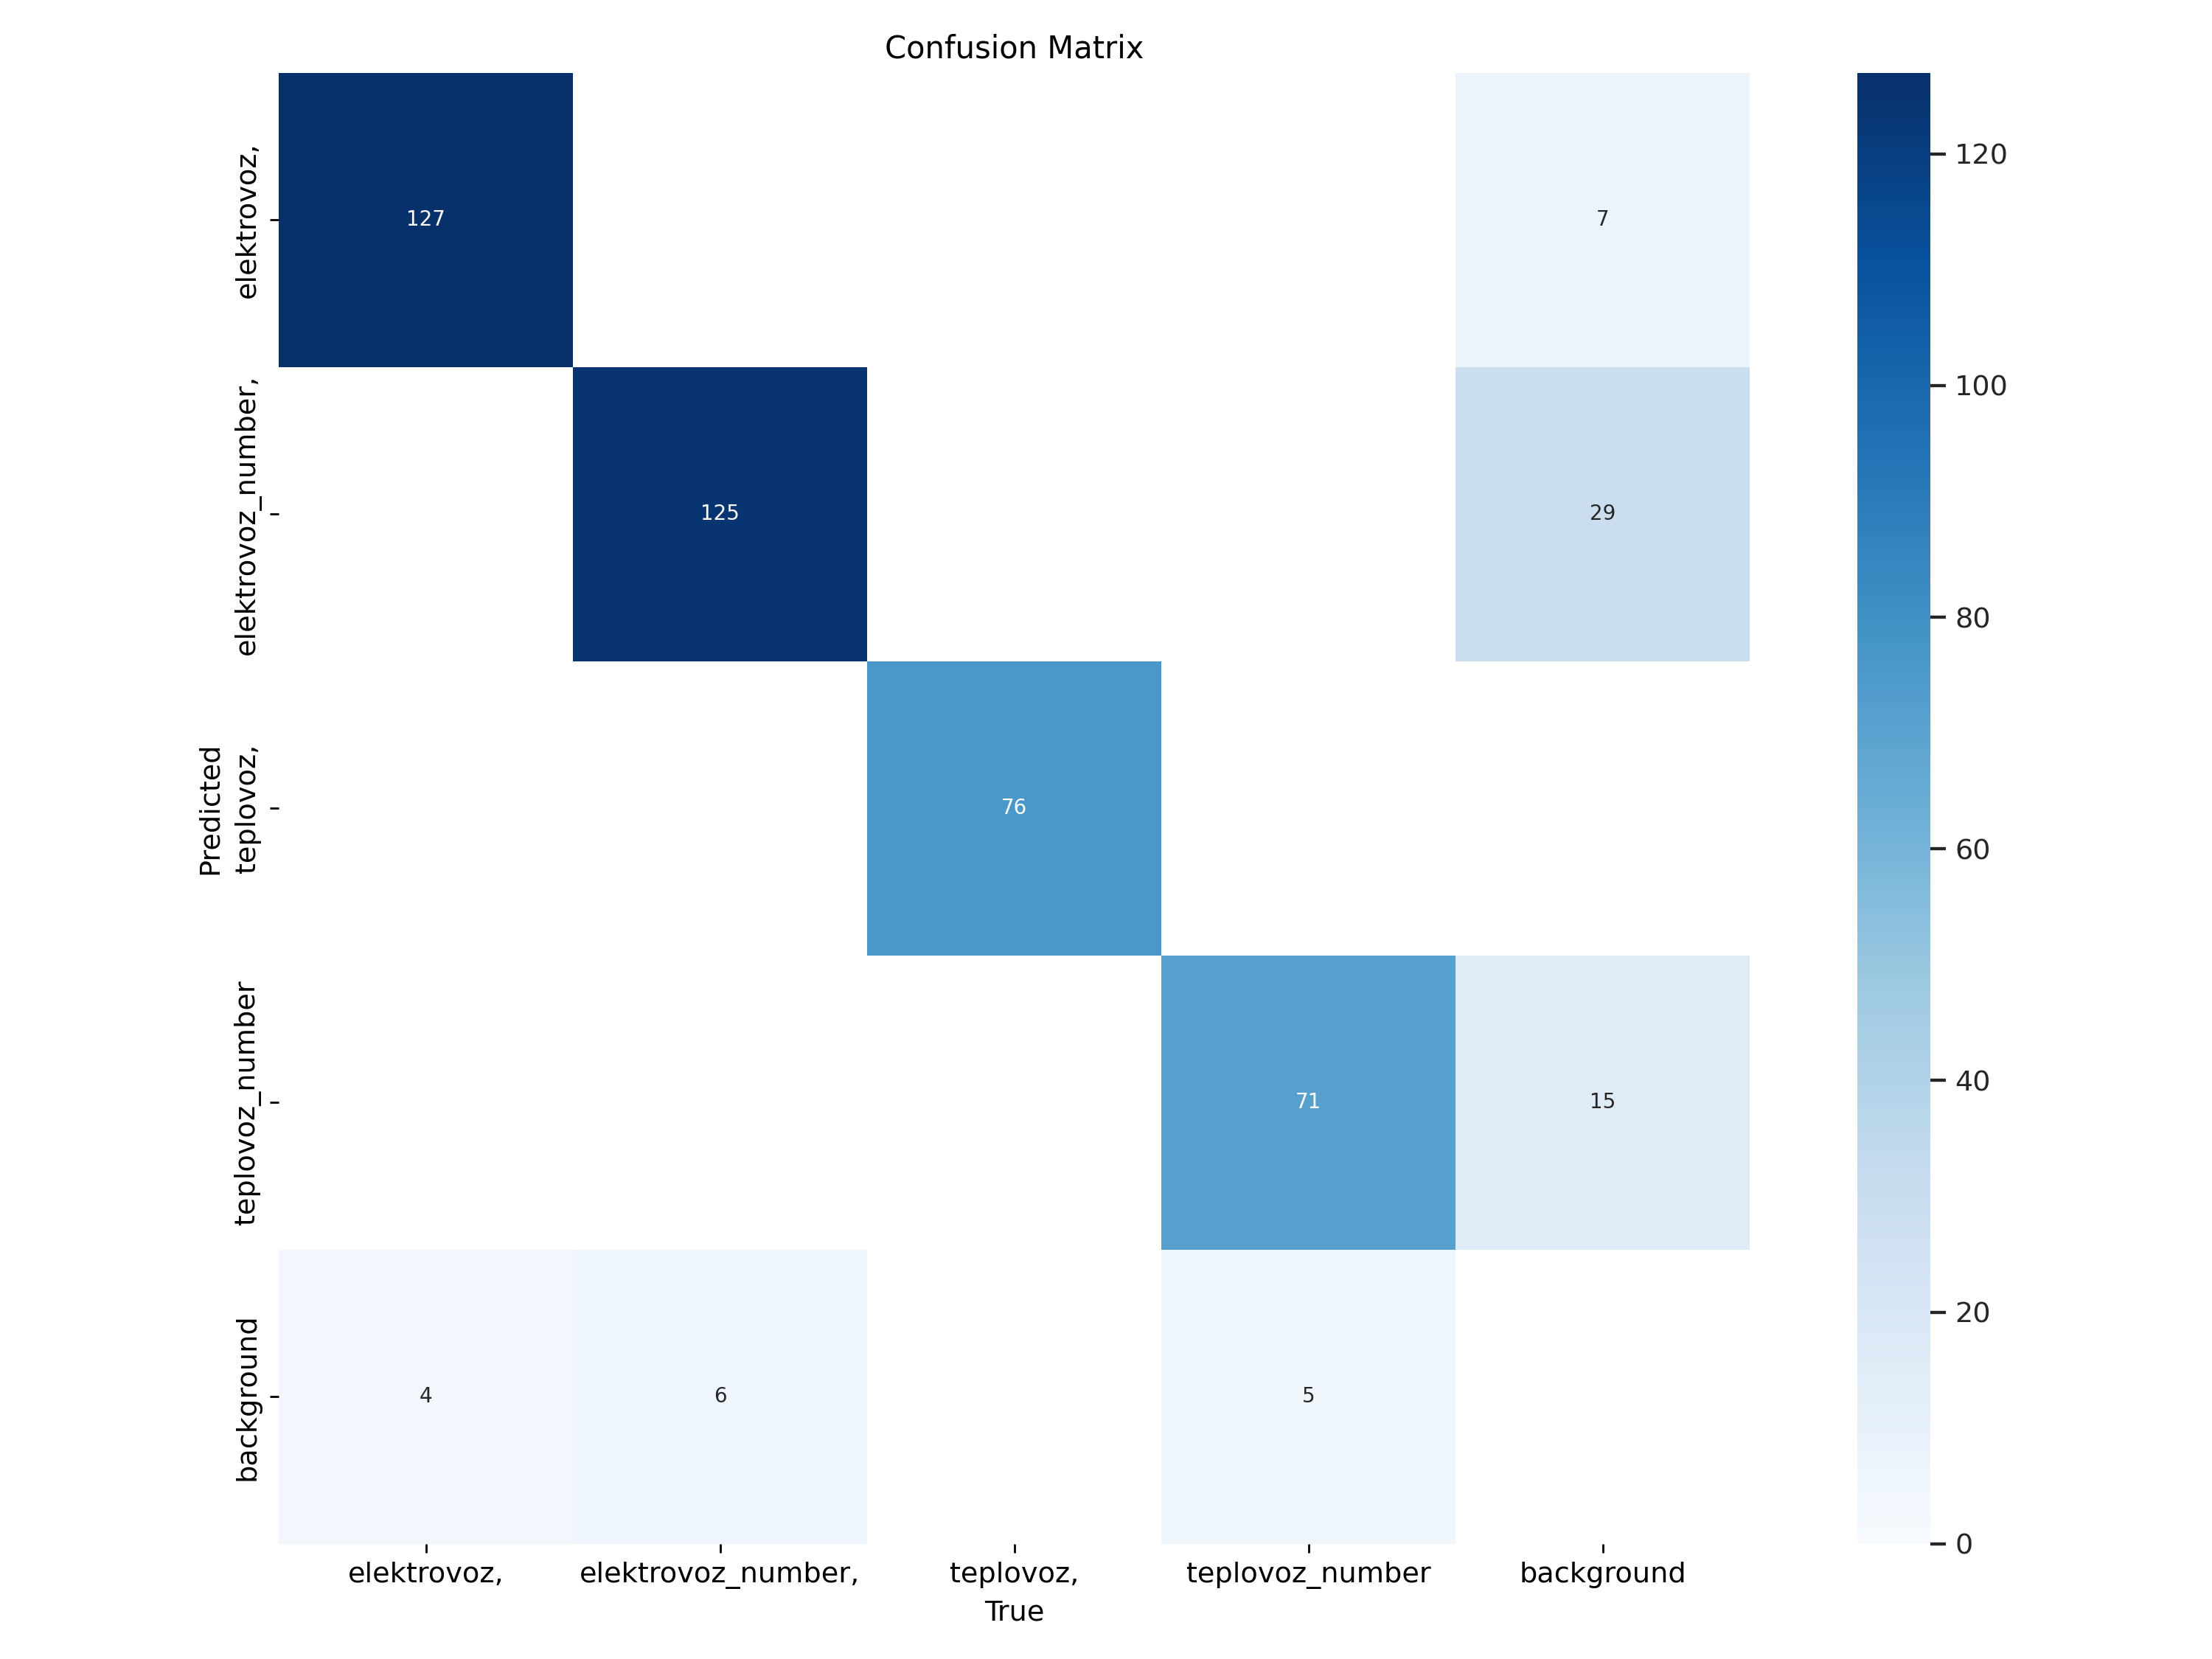 Confusion Matrix
elektrovoz,
127
7
120
100
elektrovoz_number,
125
29
80
Predicted
teplovoz,
76
60
40
teplovoz_number
71
15
20
background
4
6
5
0
elektrovoz,
elektrovoz_number,
teplovoz,
teplovoz_number
background
True